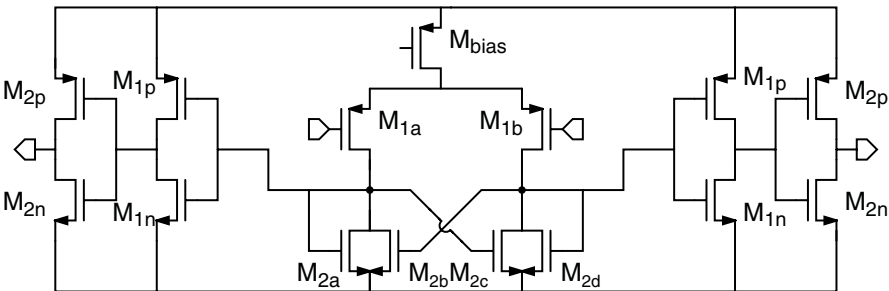 M_bias
M_2p M_1p M_1p M_2p
M_1a M_1b
M_2n M_1n M_1n M_2n
M_2a M_2b M_2c M_2d